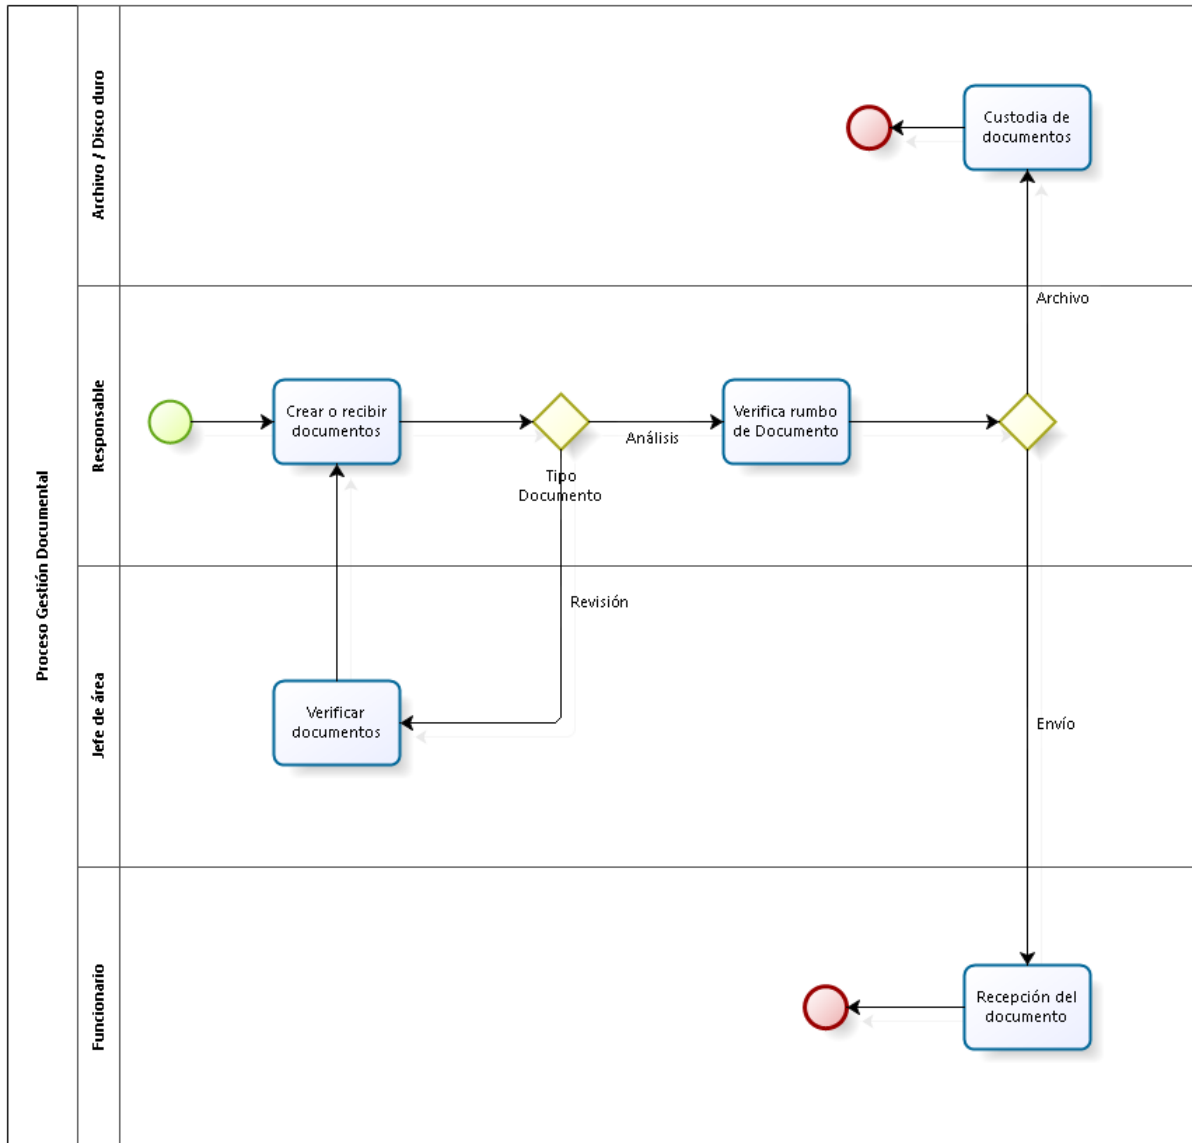 Proceso Gestión Documental
Archivo / Disco duro
Custodia de
documentos
Archivo
Responsable
Crear o recibir
documentos
Tipo
Documento
Análisis
Verifica rumbo
de Documento
Jefe de área
Revisión
Verificar
documentos
Envío
Funcionario
Recepción del
documento